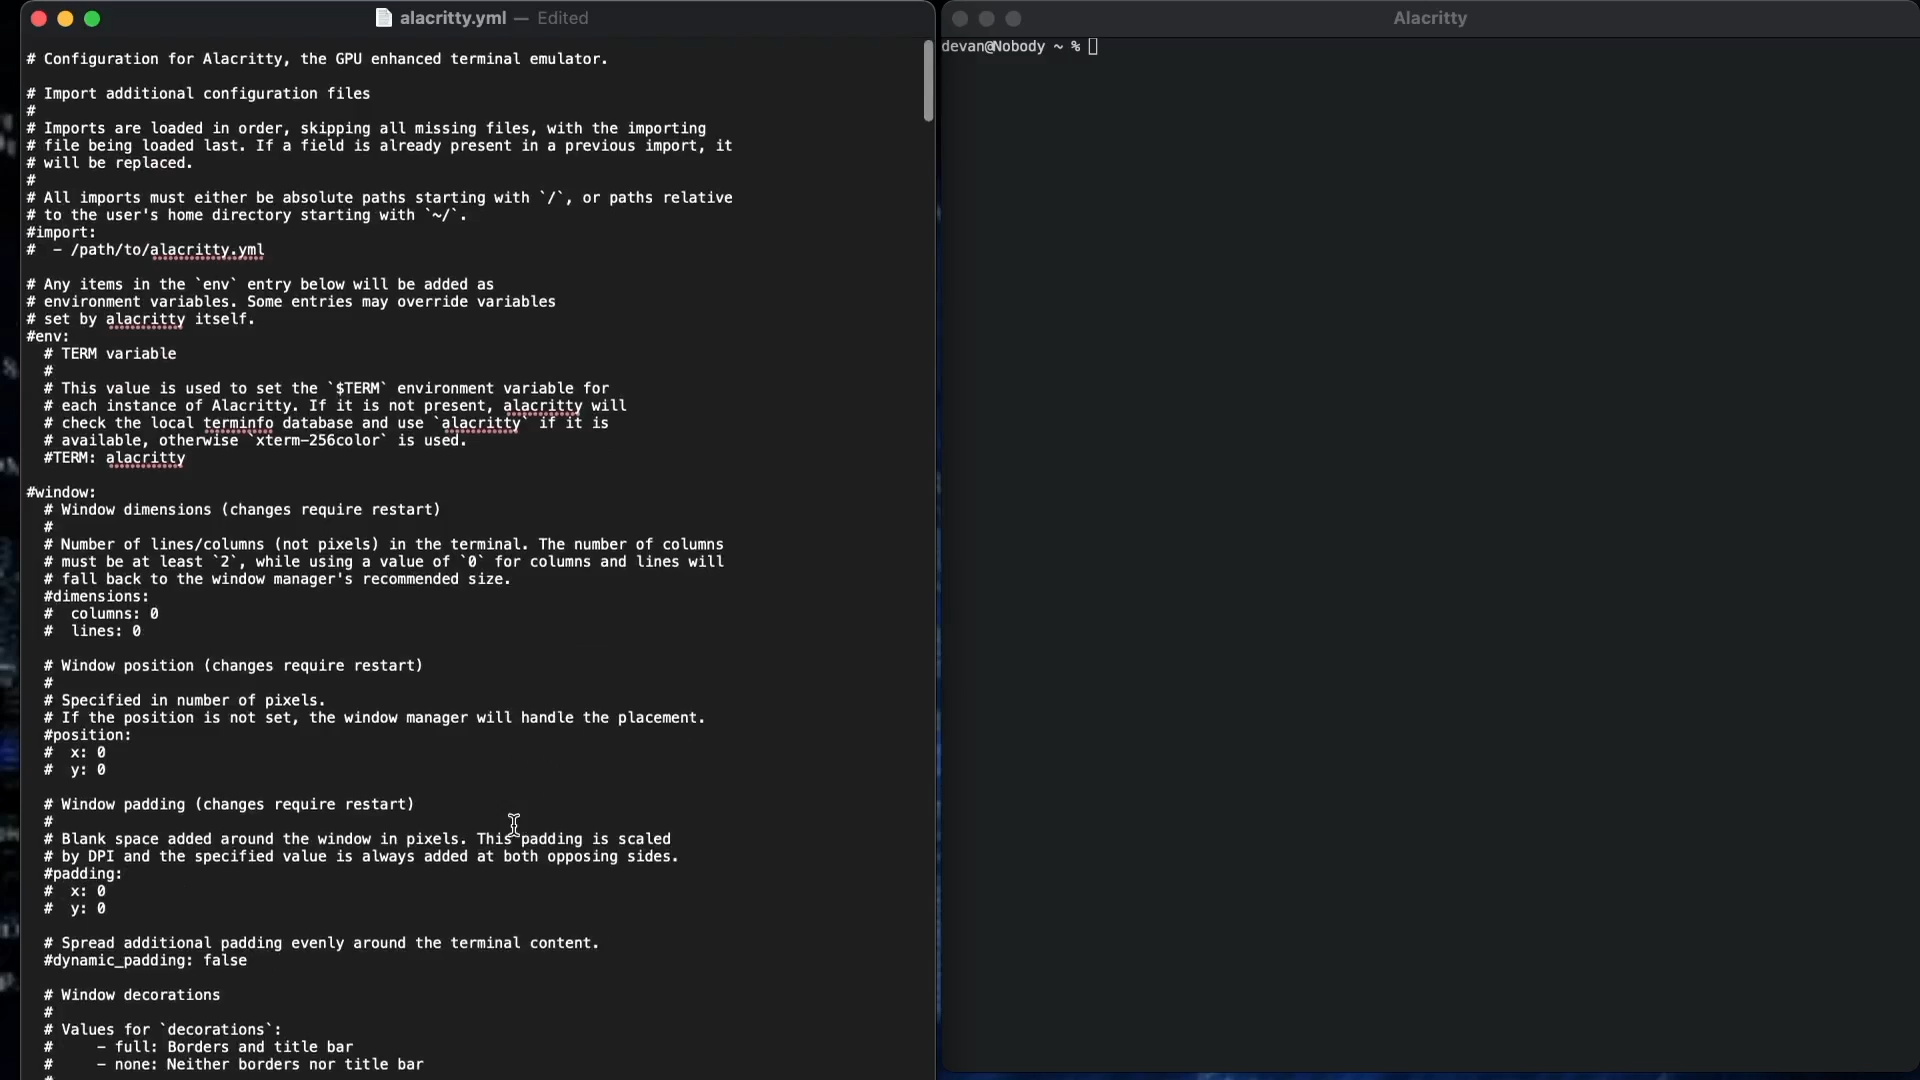 alacritty.yml — Edited
# Configuration for Alacritty, the GPU enhanced terminal emulator.
# Import additional configuration files
#
# Imports are loaded in order, skipping all missing files, with the importing
# file being loaded last. If a field is already present in a previous import, it
# will be replaced.
#
# All imports must either be absolute paths starting with `/`, or paths relative
# to the user's home directory starting with `~/`.
#import:
#  - /path/to/alacritty.yml
# Any items in the `env` entry below will be added as
# environment variables. Some entries may override variables
# set by alacritty itself.
#env:
  # TERM variable
  #
  # This value is used to set the `$TERM` environment variable for
  # each instance of Alacritty. If it is not present, alacritty will
  # check the local terminfo database and use `alacritty` if it is
  # available, otherwise `xterm-256color` is used.
  #TERM: alacritty
#window:
  # Window dimensions (changes require restart)
  #
  # Number of lines/columns (not pixels) in the terminal. The number of columns
  # must be at least `2`, while using a value of `0` for columns and lines will
  # fall back to the window manager's recommended size.
  #dimensions:
  #  columns: 0
  #  lines: 0
  # Window position (changes require restart)
  #
  # Specified in number of pixels.
  # If the position is not set, the window manager will handle the placement.
  #position:
  #  x: 0
  #  y: 0
  # Window padding (changes require restart)
  #
  # Blank space added around the window in pixels. This padding is scaled
  # by DPI and the specified value is always added at both opposing sides.
  #padding:
  #  x: 0
  #  y: 0
  # Spread additional padding evenly around the terminal content.
  #dynamic_padding: false
  # Window decorations
  #
  # Values for `decorations`:
  #     - full: Borders and title bar
  #     - none: Neither borders nor title bar
Alacritty
devan@Nobody ~ %